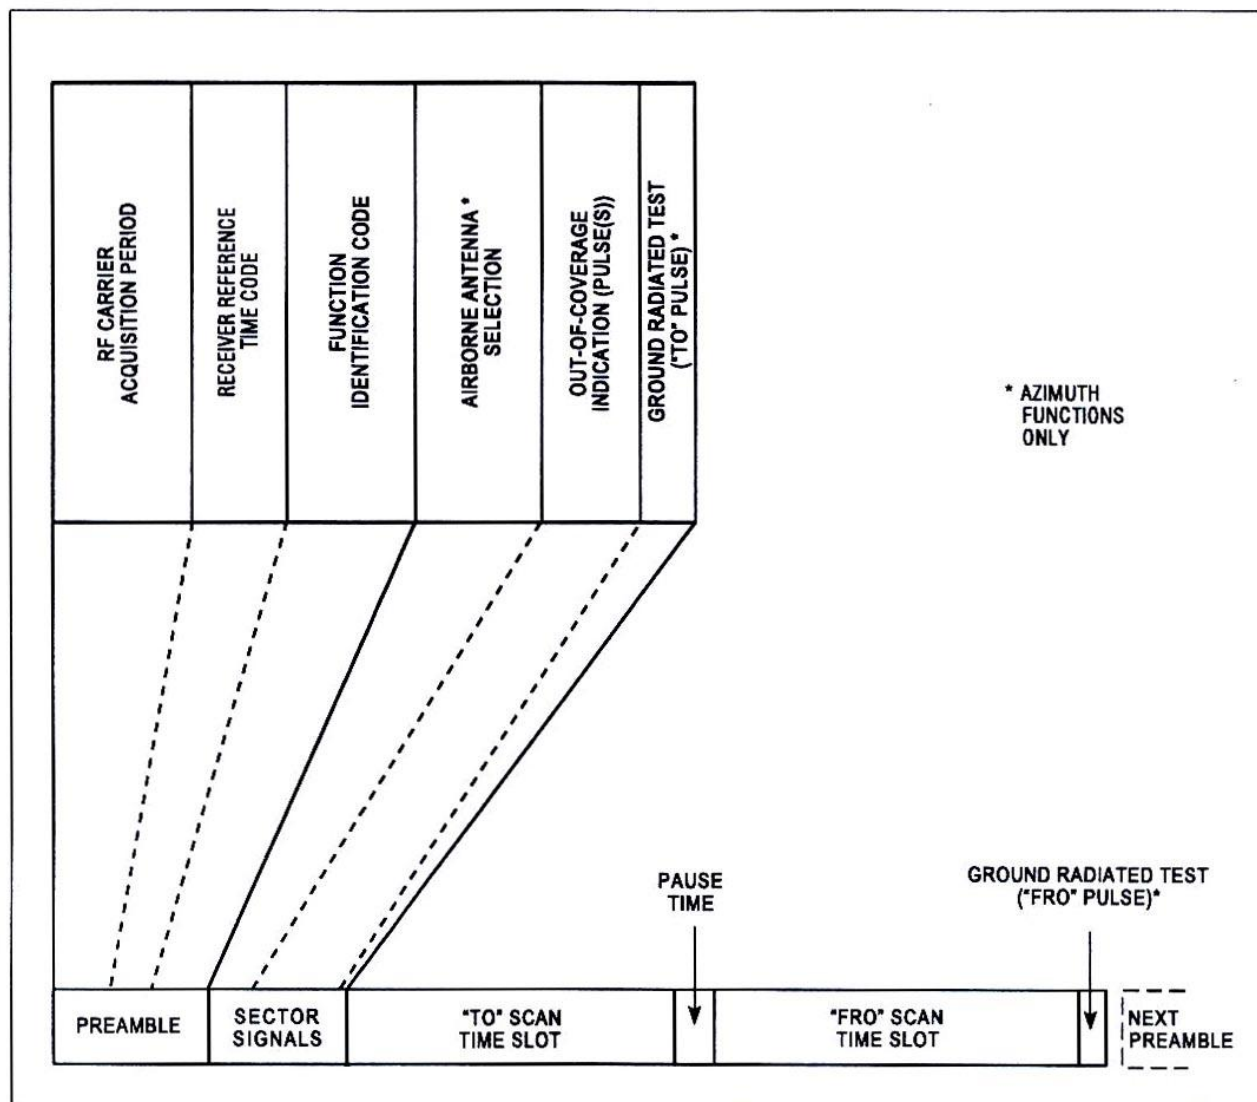 RF CARRIER
ACQUISITION PERIOD
RECEIVER REFERENCE
TIME CODE
FUNCTION
IDENTIFICATION CODE
AIRBORNE ANTENNA*
SELECTION
OUT-OF-COVERAGE
INDICATION (PULSE(S))
GROUND RADIATED TEST
("TO" PULSE) *
* AZIMUTH
FUNCTIONS
ONLY
PAUSE
TIME
GROUND RADIATED TEST
("FRO" PULSE)*
PREAMBLE
SECTOR
SIGNALS
"TO" SCAN
TIME SLOT
"FRO" SCAN
TIME SLOT
NEXT
PREAMBLE